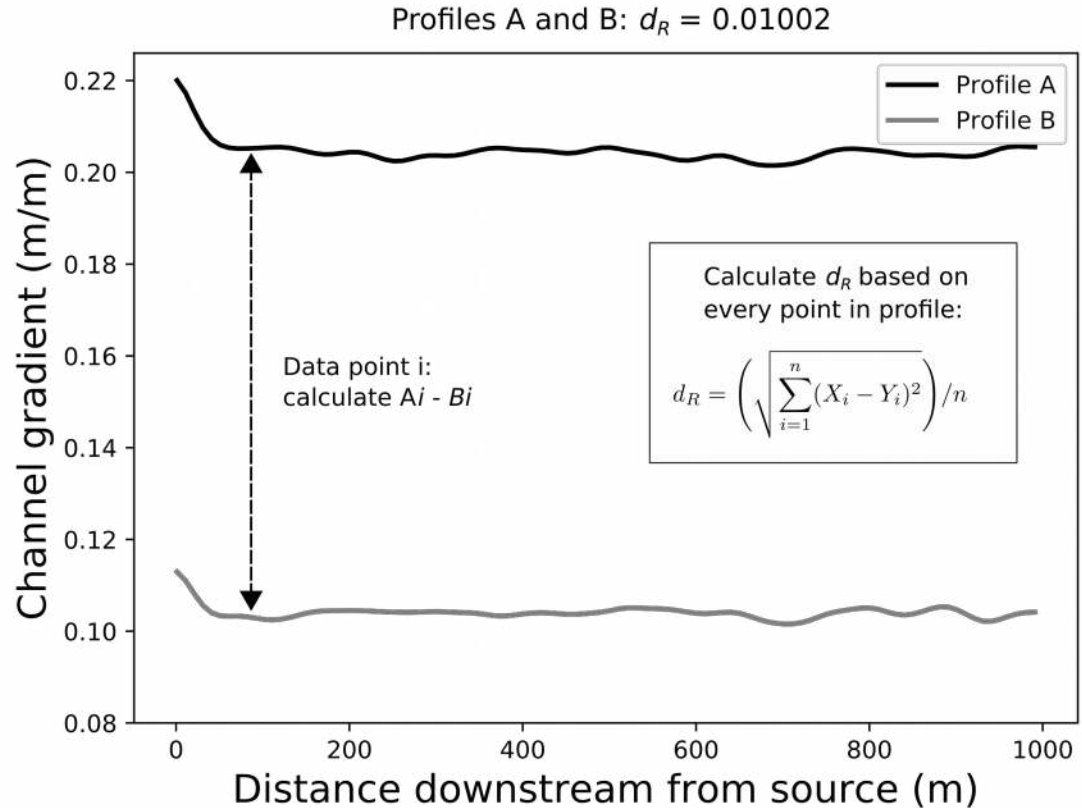 Profiles A and B: d_R = 0.01002
Profile A
Profile B
Channel gradient (m/m)
0.22
0.20
0.18
0.16
0.14
0.12
0.10
0.08
Calculate d_R based on
every point in profile:
d_R = (√∑_{i=1}^{n}(X_i − Y_i)²)/n
Data point i:
calculate Ai - Bi
0
200
400
600
800
1000
Distance downstream from source (m)